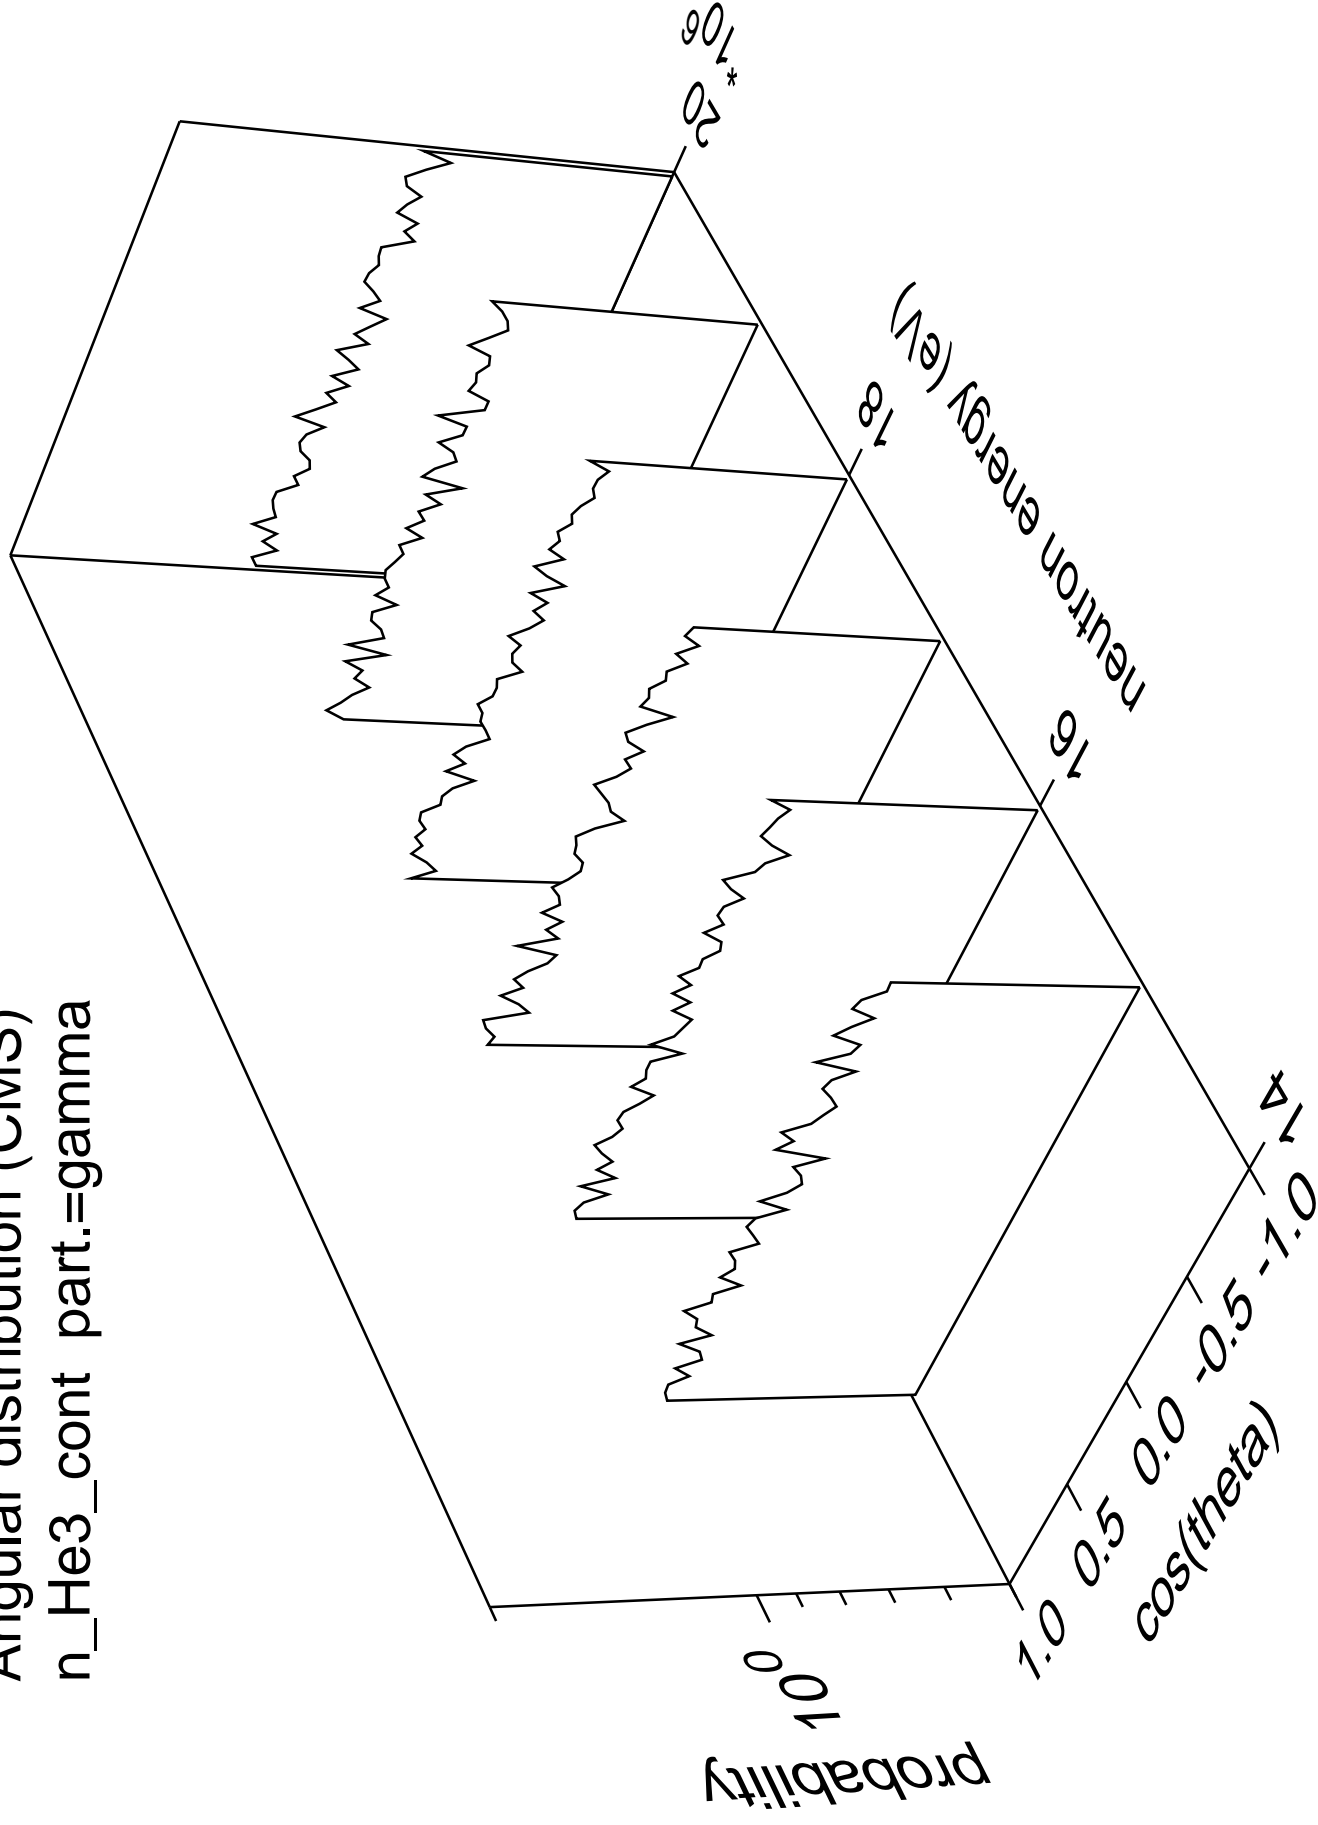 Angular distribution (CMS)
n_He3_cont part.=gamma
probability
10^0
cos(theta)
1.0
0.5
0.0
-0.5
-1.0
neutron energy (eV)
14
16
18
20
* 10^6